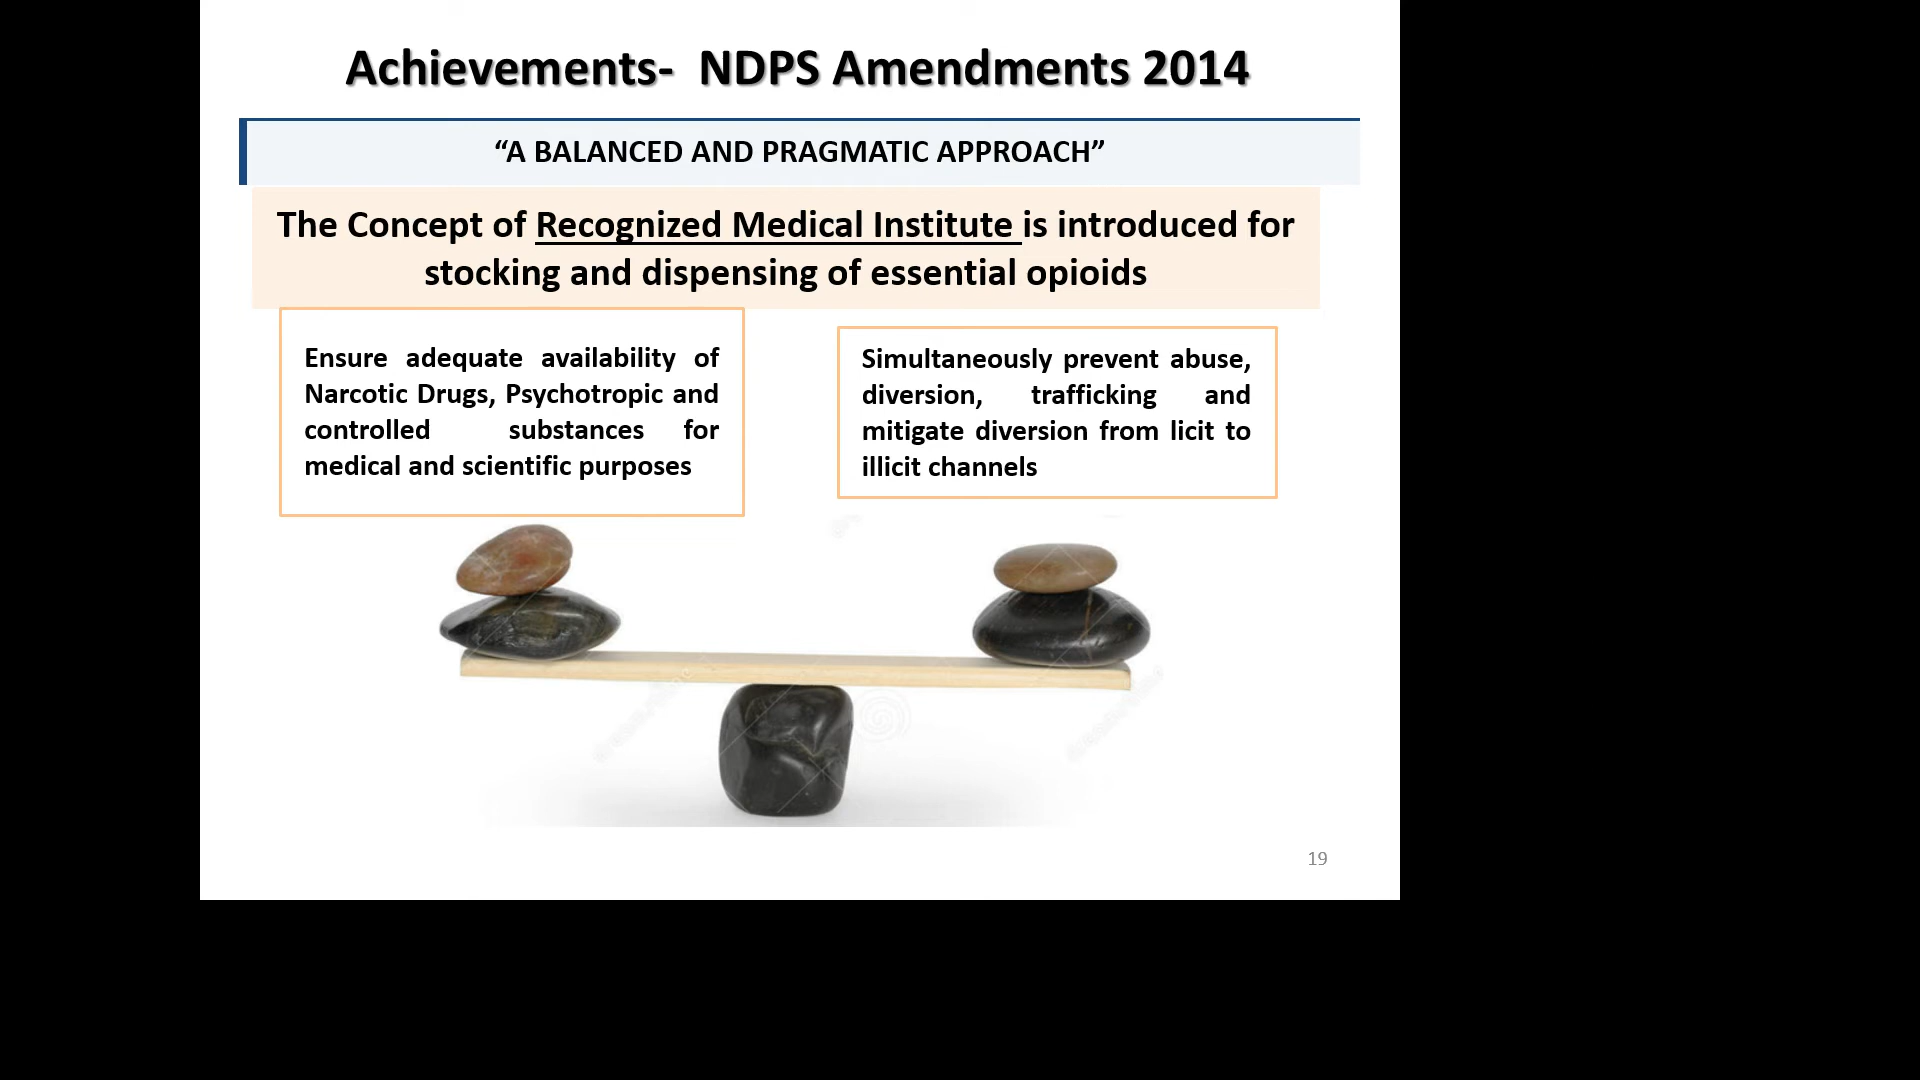 Achievements- NDPS Amendments 2014
“A BALANCED AND PRAGMATIC APPROACH”
The Concept of Recognized Medical Institute is introduced for
stocking and dispensing of essential opioids
Ensure adequate availability of
Narcotic Drugs, Psychotropic and
controlled substances for
medical and scientific purposes
Simultaneously prevent abuse,
diversion, trafficking and
mitigate diversion from licit to
illicit channels
19